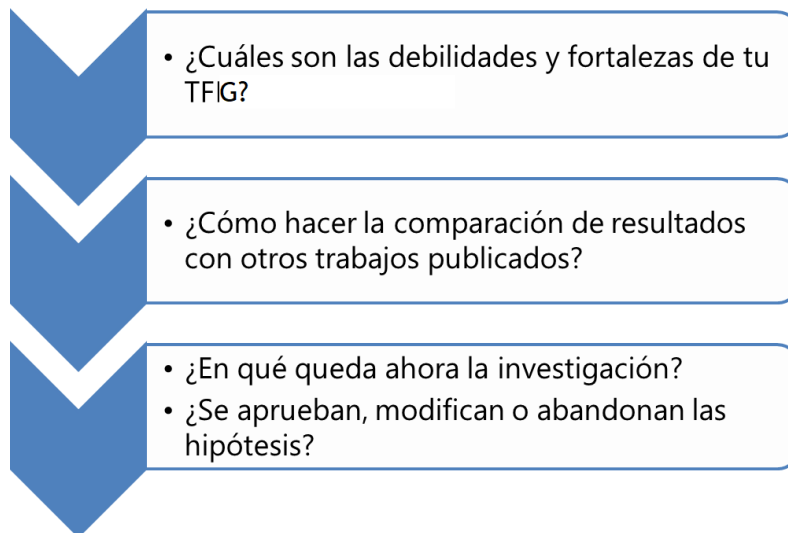 • ¿Cuáles son las debilidades y fortalezas de tu
TFG?
• ¿Cómo hacer la comparación de resultados
con otros trabajos publicados?
• ¿En qué queda ahora la investigación?
• ¿Se aprueban, modifican o abandonan las
hipótesis?